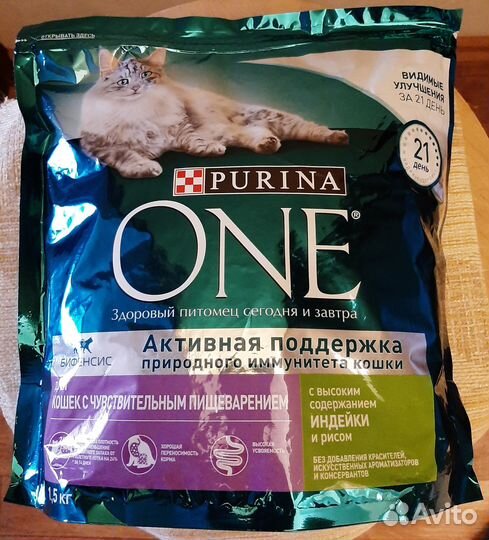 ОТКРЫВАТЬ ЗДЕСЬ
ВИДИМЫЕ
УЛУЧШЕНИЯ
ЗА 21 ДЕНЬ
21
день
PURINA
ONE®
Здоровый питомец сегодня и завтра
БИФЕНСИС
Активная поддержка
природного иммунитета кошки
КОШЕК С ЧУВСТВИТЕЛЬНЫМ ПИЩЕВАРЕНИЕМ
С ВЫСОКИМ
СОДЕРЖАНИЕМ
ИНДЕЙКИ
И РИСОМ
ХОРОШАЯ
ПЕРЕНОСИМОСТЬ
КОРМА
ВЫСОКАЯ
УСВОЯЕМОСТЬ
БЕЗ ДОБАВЛЕНИЯ КРАСИТЕЛЕЙ,
ИСКУССТВЕННЫХ АРОМАТИЗАТОРОВ
И КОНСЕРВАНТОВ
1,5 КГ
Avito